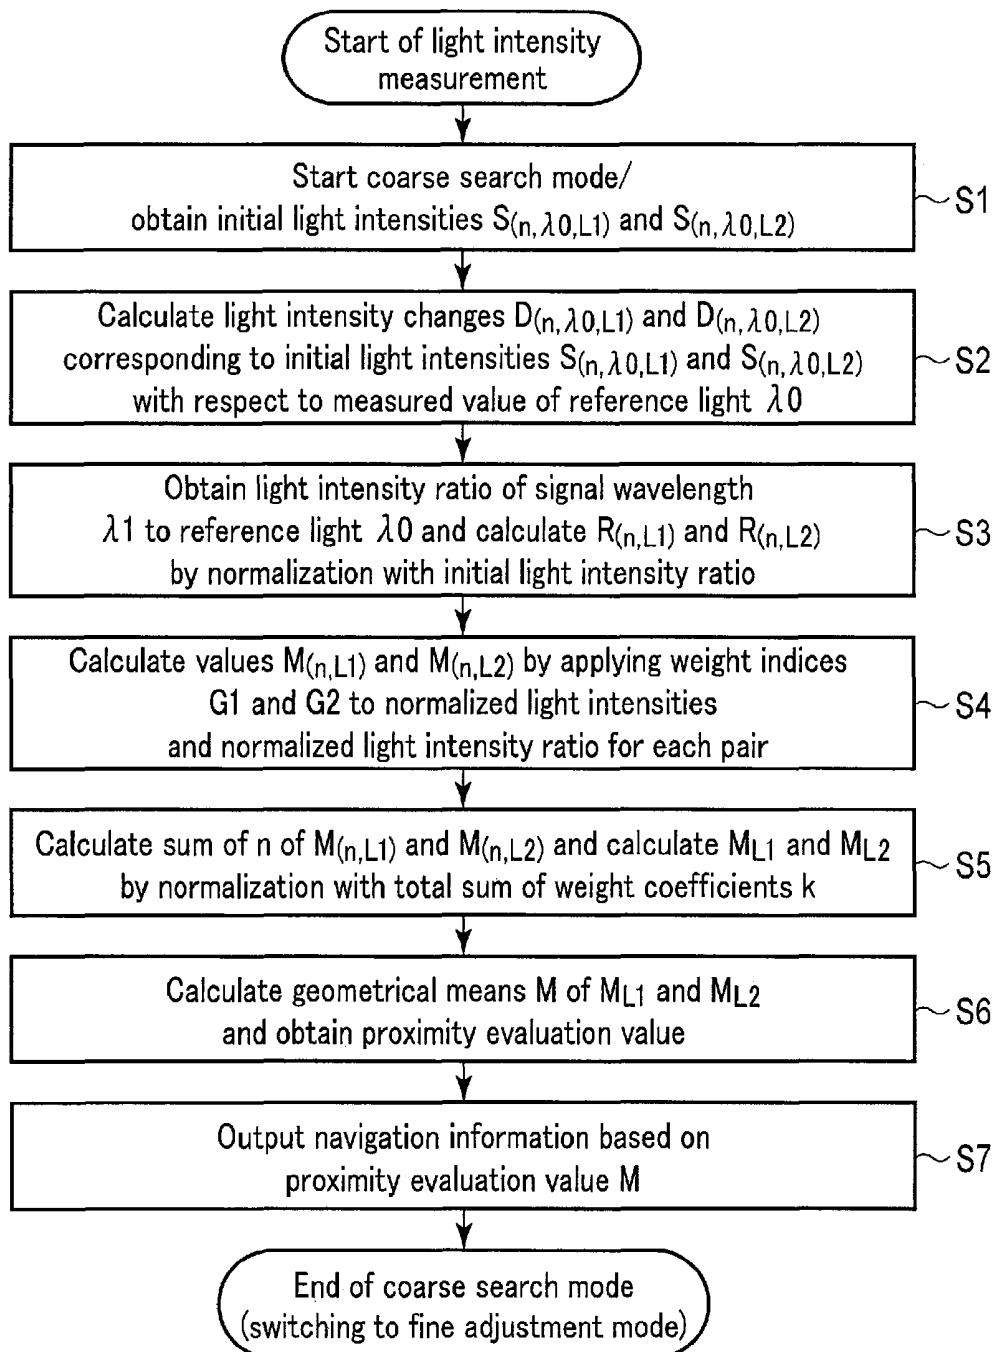 Start of light intensity
measurement
Start coarse search mode/
obtain initial light intensities S(n,λ0,L1) and S(n,λ0,L2)
S1
Calculate light intensity changes D(n,λ0,L1) and D(n,λ0,L2)
corresponding to initial light intensities S(n,λ0,L1) and S(n,λ0,L2)
with respect to measured value of reference light λ0
S2
Obtain light intensity ratio of signal wavelength
λ1 to reference light λ0 and calculate R(n,L1) and R(n,L2)
by normalization with initial light intensity ratio
S3
Calculate values M(n,L1) and M(n,L2) by applying weight indices
G1 and G2 to normalized light intensities
and normalized light intensity ratio for each pair
S4
Calculate sum of n of M(n,L1) and M(n,L2) and calculate ML1 and ML2
by normalization with total sum of weight coefficients k
S5
Calculate geometrical means M of ML1 and ML2
and obtain proximity evaluation value
S6
Output navigation information based on
proximity evaluation value M
S7
End of coarse search mode
(switching to fine adjustment mode)